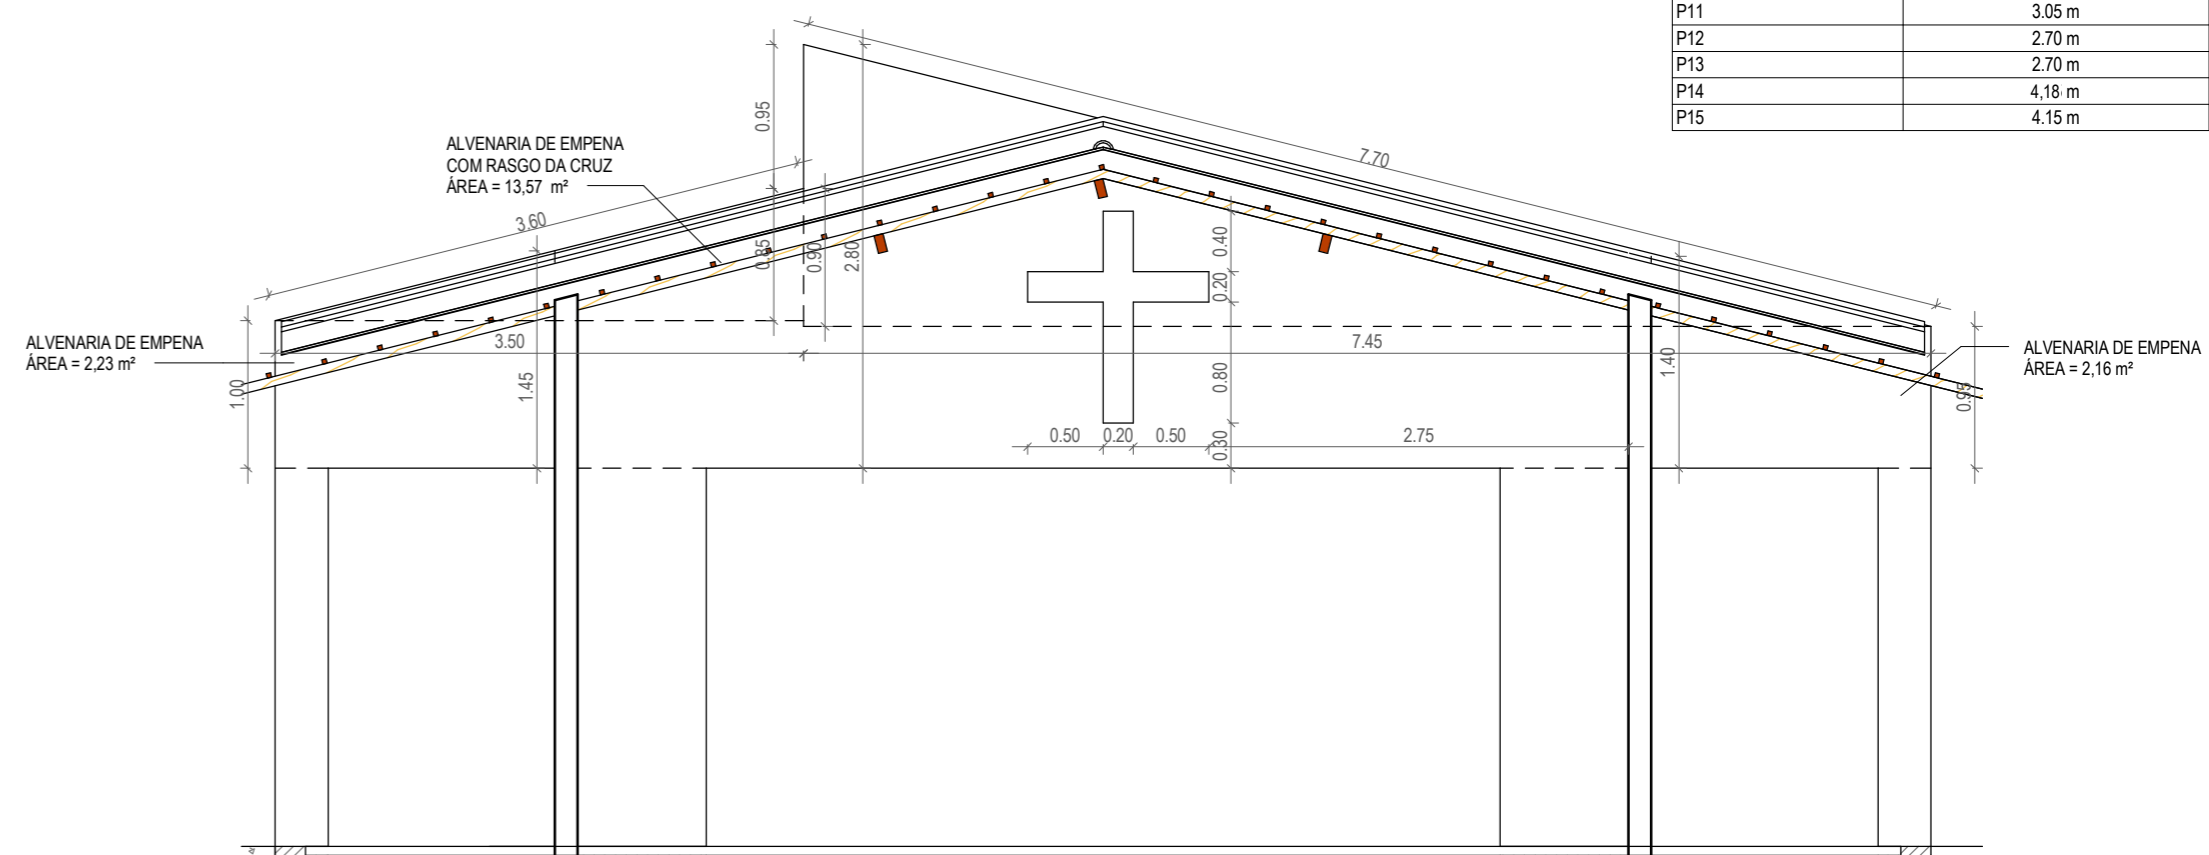 P11 3.05 m
P12 2.70 m
P13 2.70 m
P14 4,18 m
P15 4.15 m
0.95
7.70
ALVENARIA DE EMPENA
COM RASGO DA CRUZ
ÁREA = 13,57 m²
3.60
0.85
0.90
2.80
0.40
0.20
ALVENARIA DE EMPENA
ÁREA = 2,23 m²
3.50
7.45
ALVENARIA DE EMPENA
ÁREA = 2,16 m²
1.00
1.45
0.80
1.40
0.95
0.50 0.20 0.50 0.30 2.75